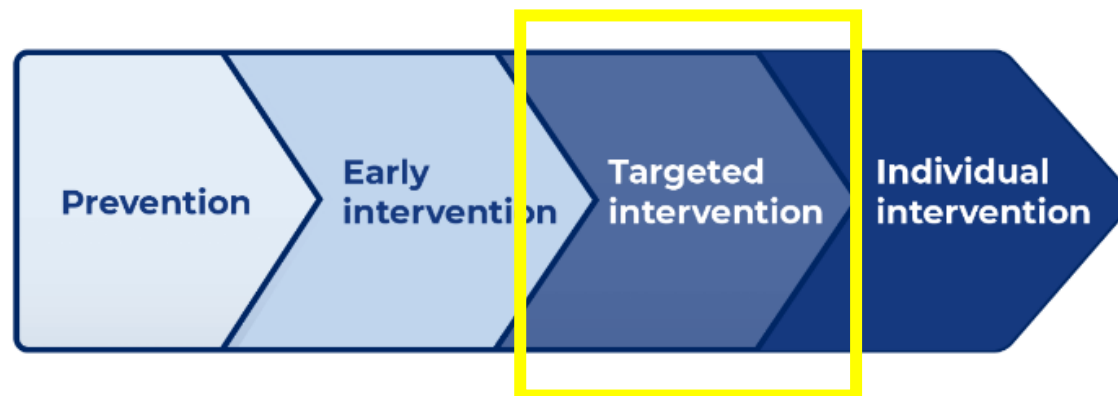 Prevention
Early
intervention
Targeted
intervention
Individual
intervention